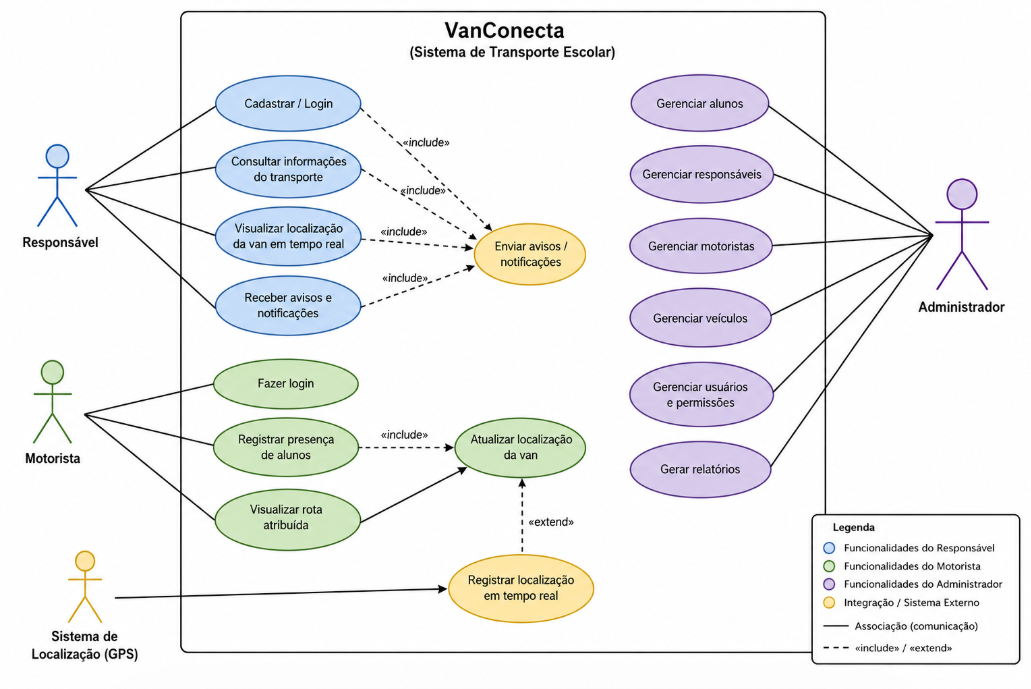 VanConecta
(Sistema de Transporte Escolar)
Cadastrar / Login
«include»
Consultar informações
do transporte
«include»
Visualizar localização
da van em tempo real
«include»
Receber avisos e
notificações
«include»
Enviar avisos /
notificações
Responsável
Fazer login
Registrar presença
de alunos
«include»
Atualizar localização
da van
Visualizar rota
atribuída
«extend»
Registrar localização
em tempo real
Motorista
Sistema de
Localização (GPS)
Gerenciar alunos
Gerenciar responsáveis
Gerenciar motoristas
Gerenciar veículos
Gerenciar usuários
e permissões
Gerar relatórios
Administrador
Legenda
Funcionalidades do Responsável
Funcionalidades do Motorista
Funcionalidades do Administrador
Integração / Sistema Externo
Associação (comunicação)
«include» / «extend»